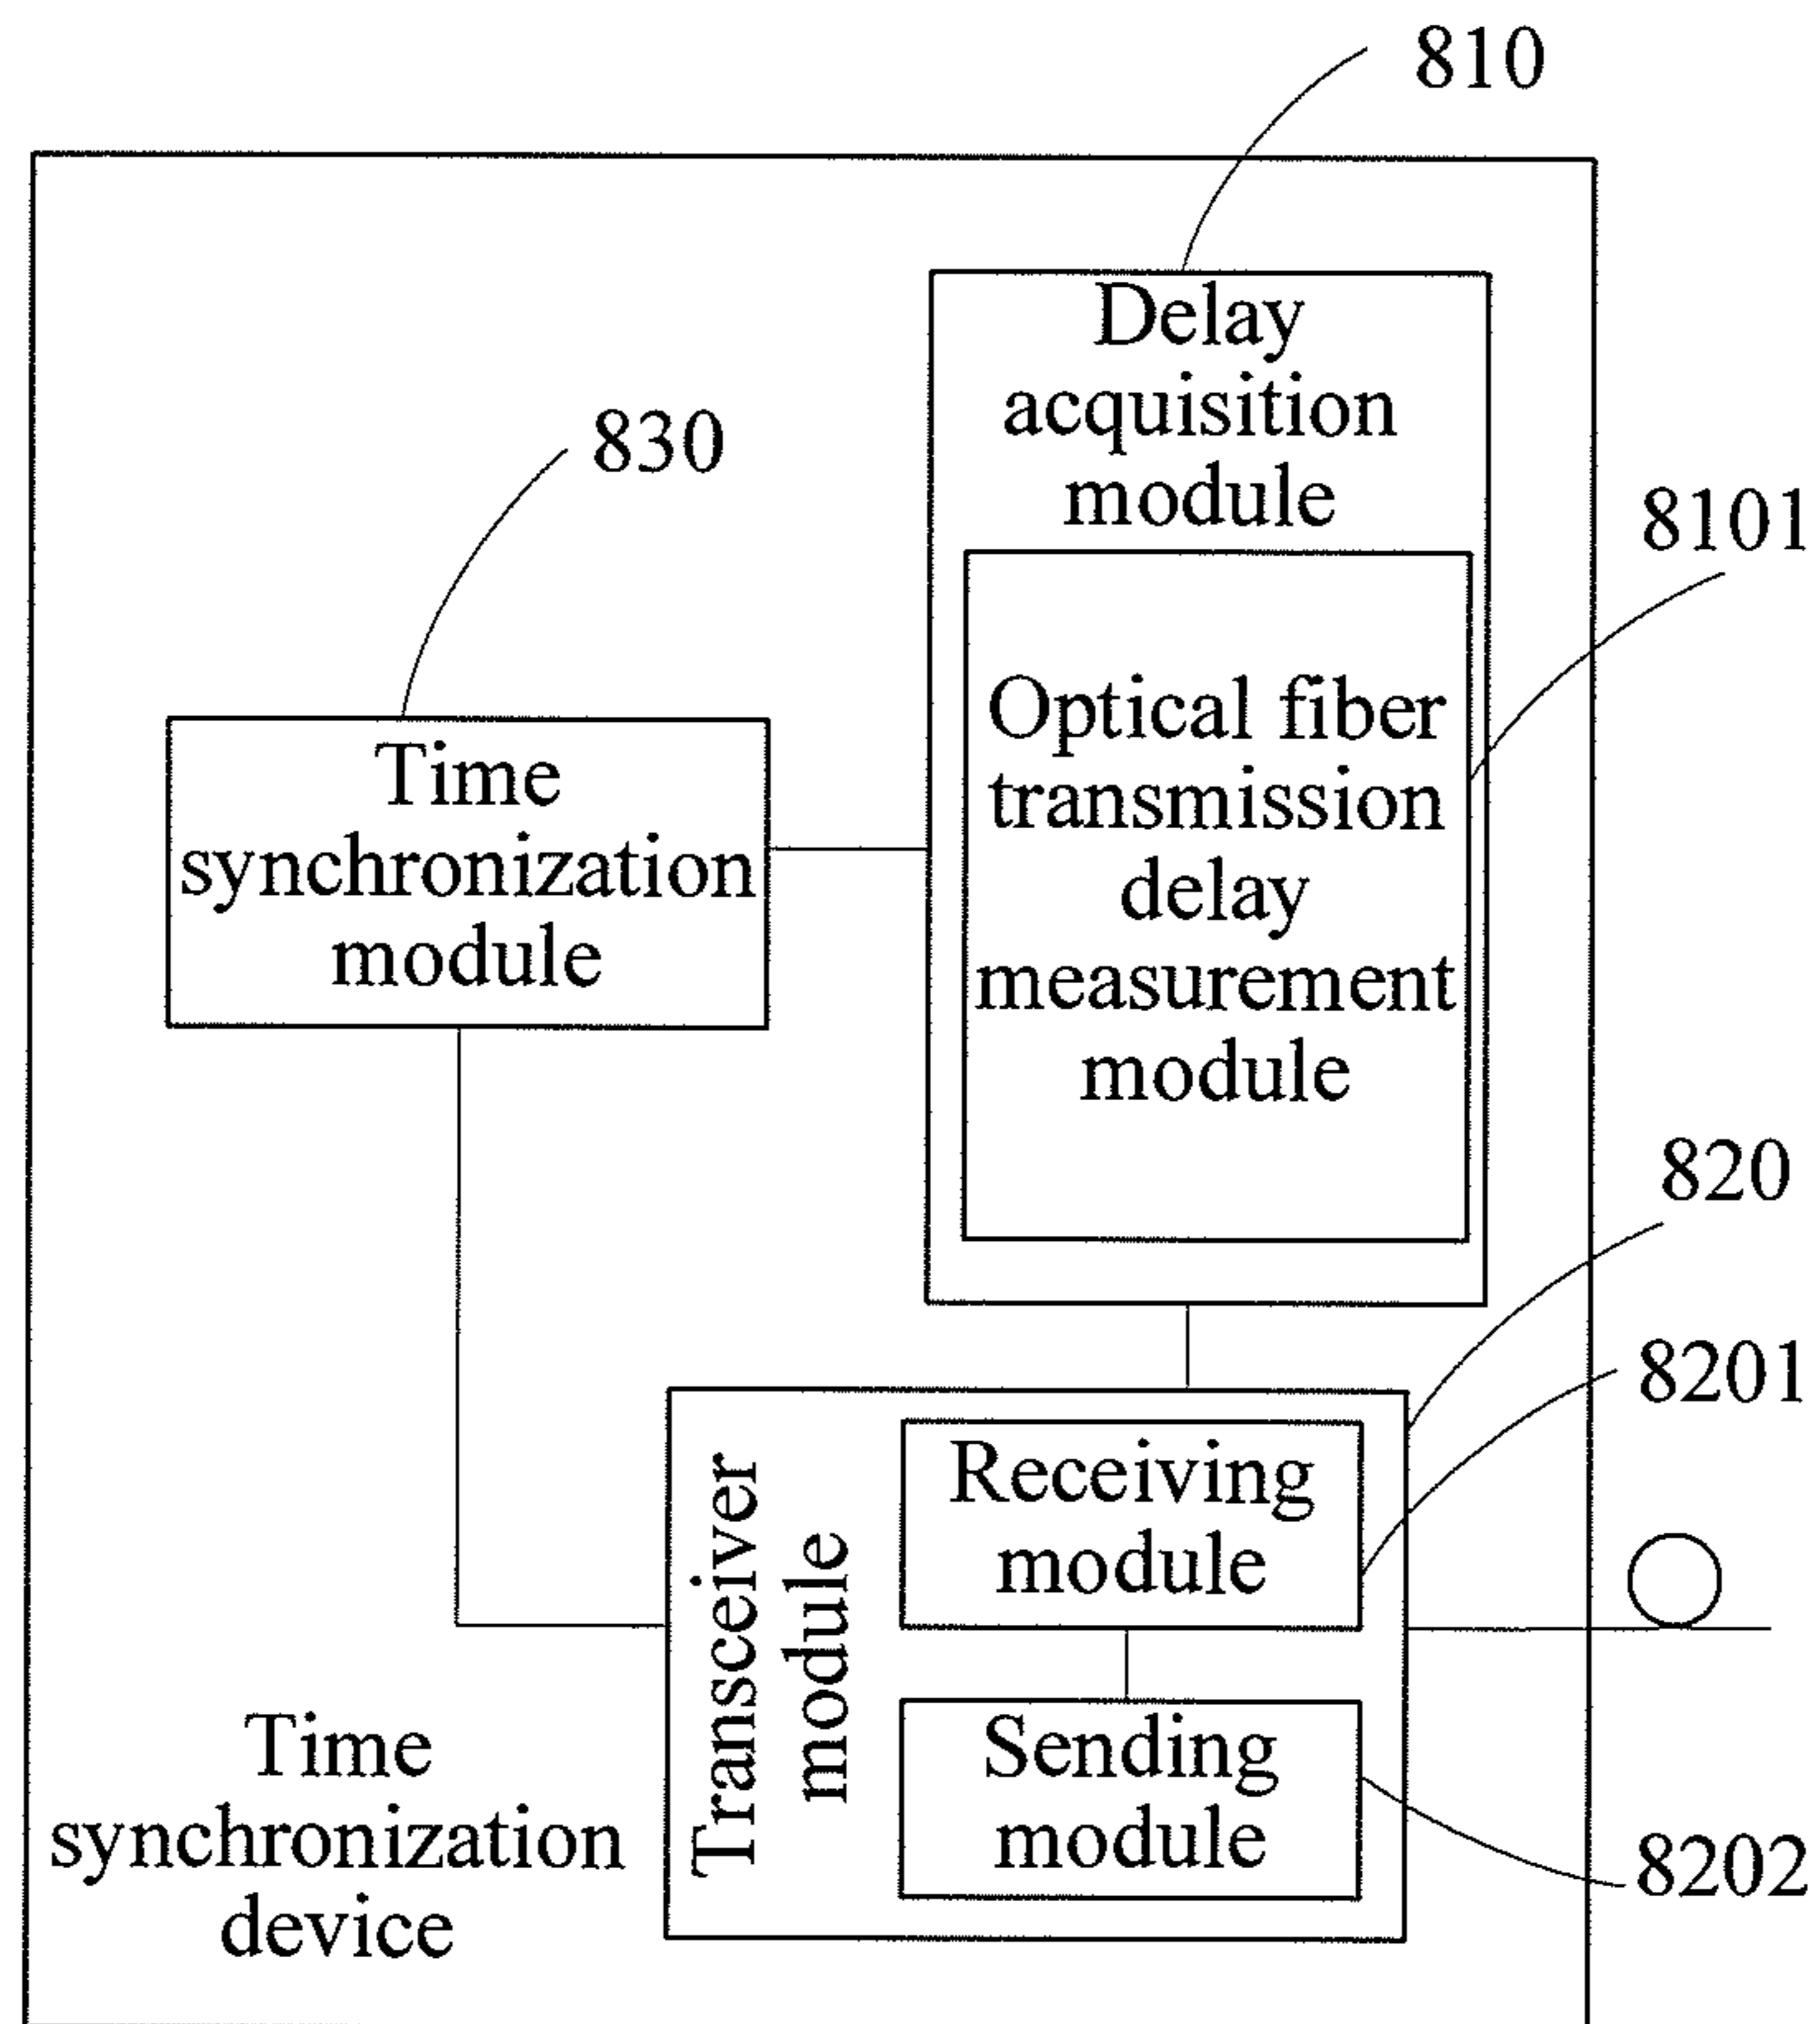 810
Delay
acquisition
module
830
8101
Time
synchronization
module
Optical fiber
transmission
delay
measurement
module
820
8201
Transceiver
module
Receiving
module
Sending
module
8202
Time
synchronization
device